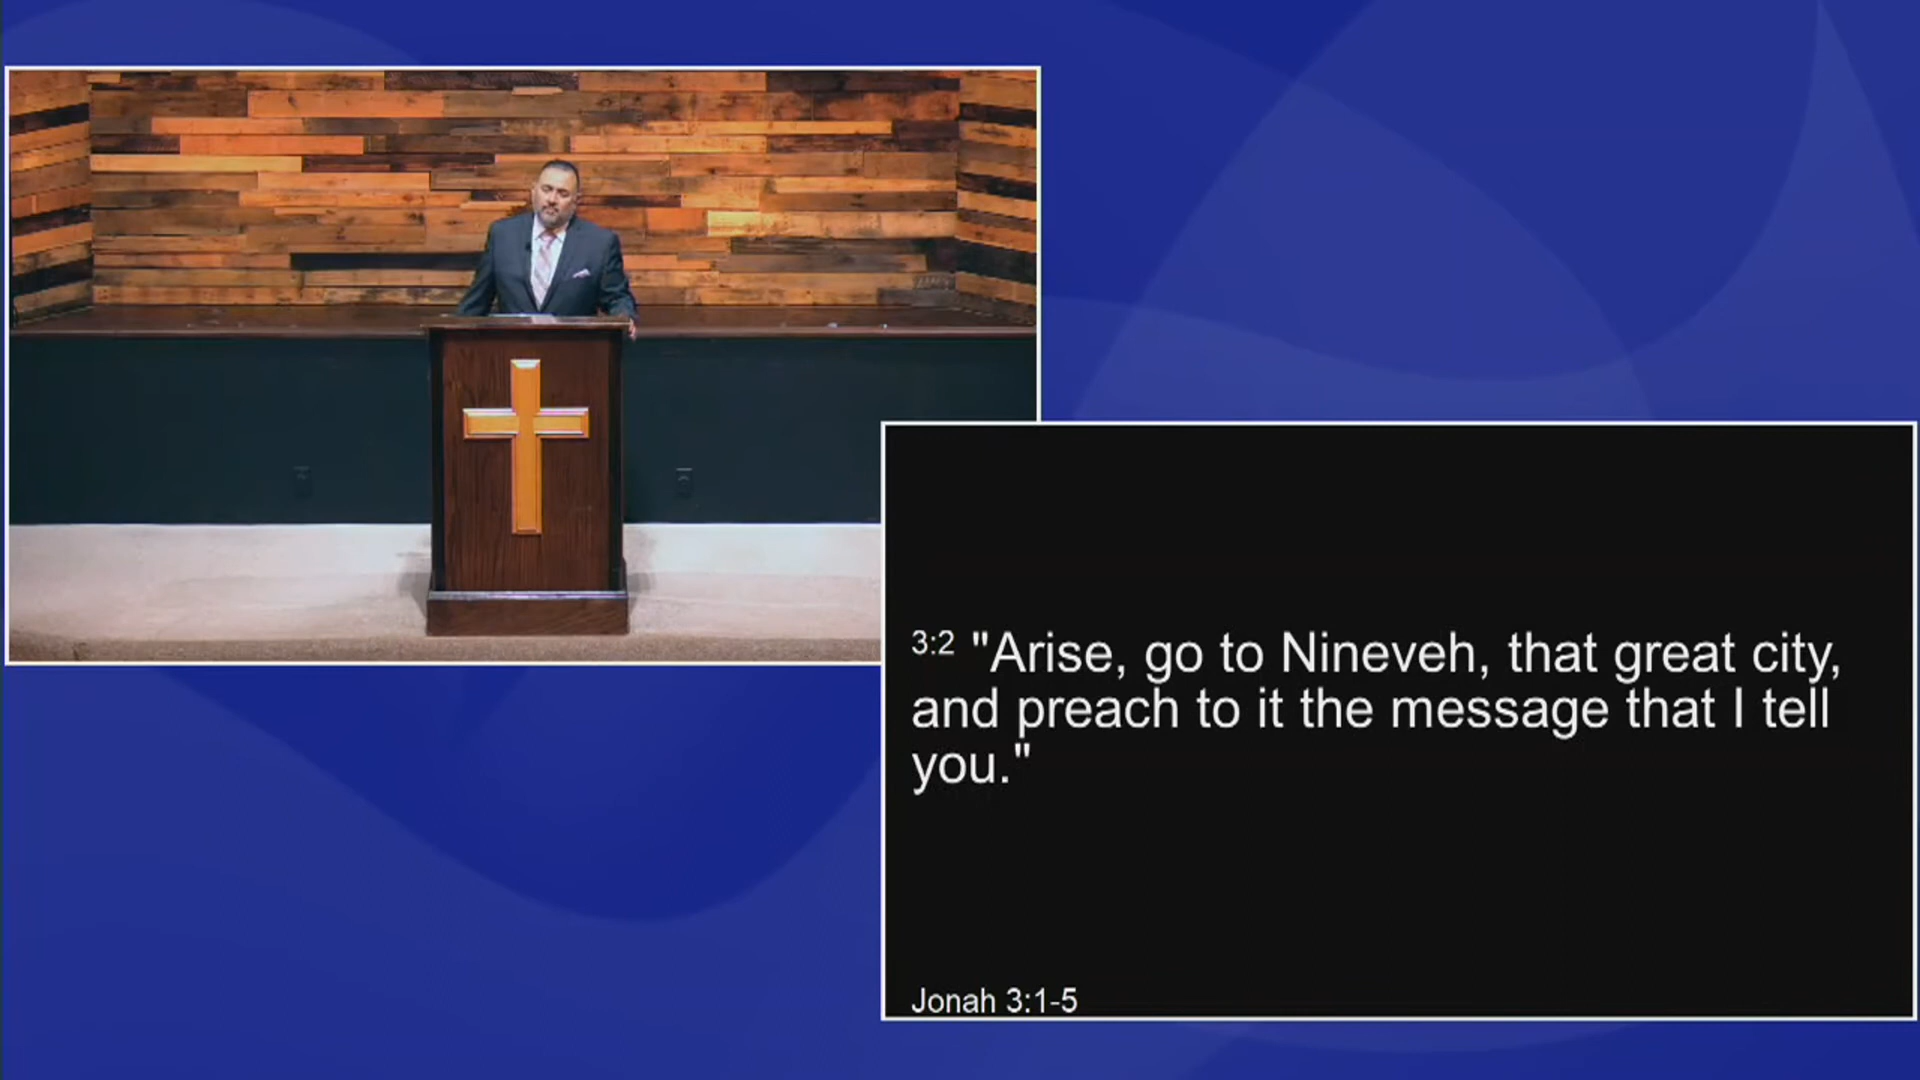 3:2 "Arise, go to Nineveh, that great city,
and preach to it the message that I tell
you."
Jonah 3:1-5